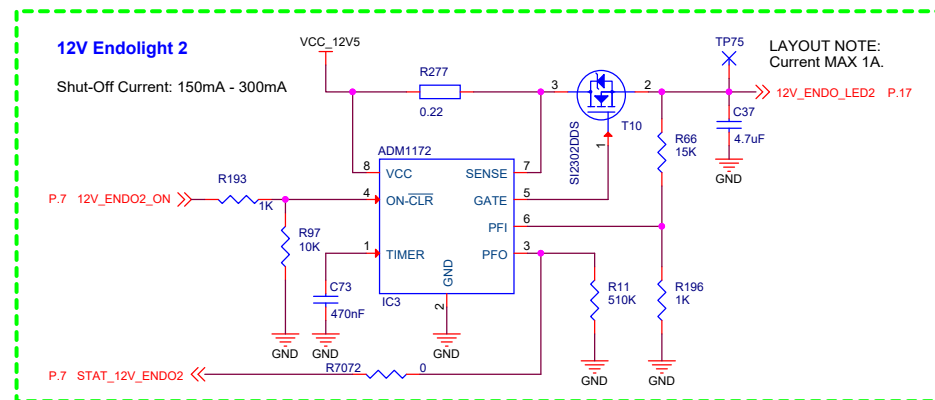 12V Endolight 2
Shut-Off Current: 150mA - 300mA
VCC_12V5
R277
0.22
3
2
SI2302DDS
T10
1
TP75
LAYOUT NOTE:
Current MAX 1A.
12V_ENDO_LED2 P.17
C37
4.7uF
GND
R66
15K
ADM1172
8
VCC
SENSE
7
P.7 12V_ENDO2_ON
R193
1K
4
ON-CLR
GATE
5
PFI
6
R97
10K
1
TIMER
PFO
3
GND
2
IC3
C73
470nF
R11
510K
R196
1K
GND
GND
GND
GND
GND
P.7 STAT_12V_ENDO2
R7072
0